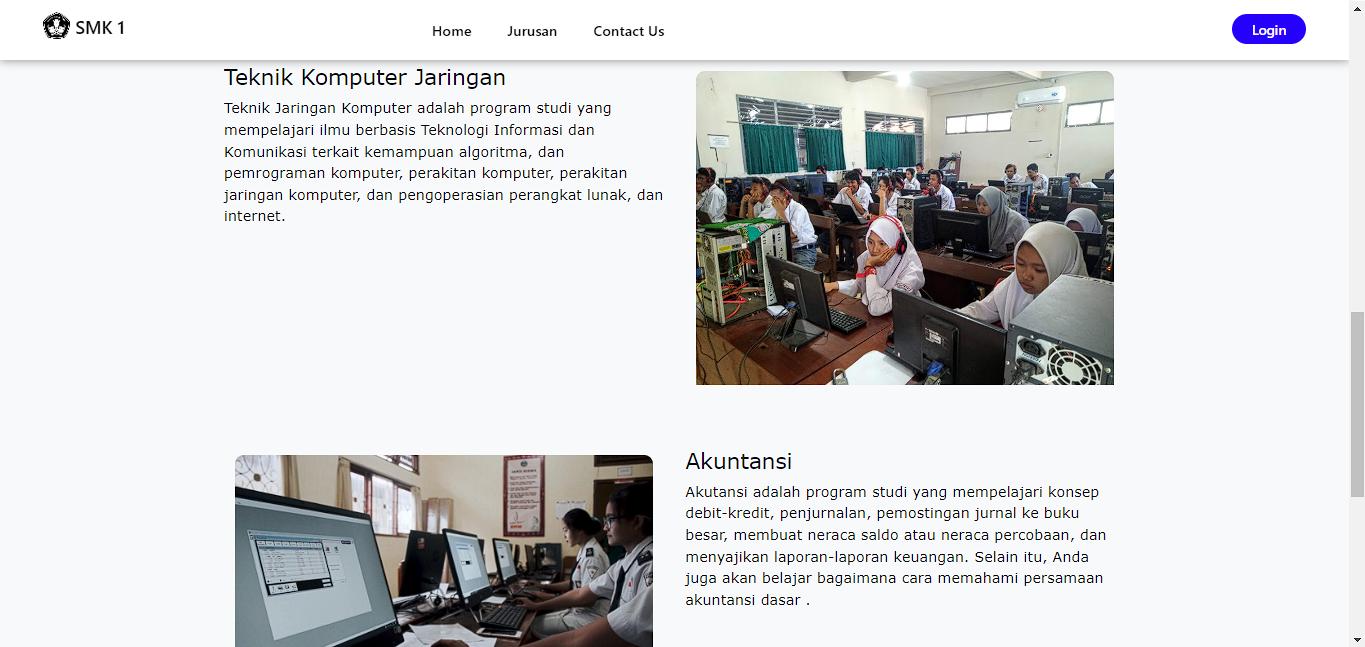 SMK 1
Home
Jurusan
Contact Us
Login
Teknik Komputer Jaringan
Teknik Jaringan Komputer adalah program studi yang
mempelajari ilmu berbasis Teknologi Informasi dan
Komunikasi terkait kemampuan algoritma, dan
pemrograman komputer, perakitan komputer, perakitan
jaringan komputer, dan pengoperasian perangkat lunak, dan
internet.
Akuntansi
Akutansi adalah program studi yang mempelajari konsep
debit-kredit, penjurnalan, pemostingan jurnal ke buku
besar, membuat neraca saldo atau neraca percobaan, dan
menyajikan laporan-laporan keuangan. Selain itu, Anda
juga akan belajar bagaimana cara memahami persamaan
akuntansi dasar .